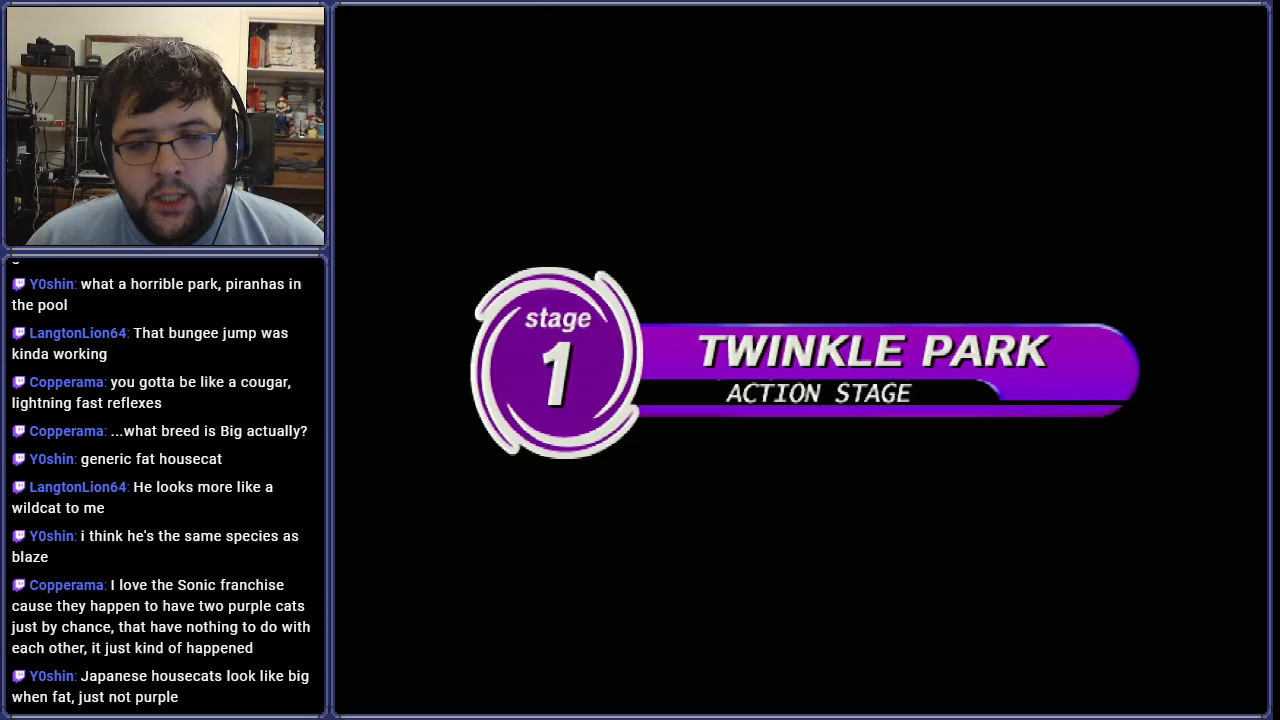 Y0shin: what a horrible park, piranhas in
the pool
LangtonLion64: That bungee jump was
kinda working
Copperama: you gotta be like a cougar,
lightning fast reflexes
Copperama: ...what breed is Big actually?
Y0shin: generic fat housecat
LangtonLion64: He looks more like a
wildcat to me
Y0shin: i think he's the same species as
blaze
Copperama: I love the Sonic franchise
cause they happen to have two purple cats
just by chance, that have nothing to do with
each other, it just kind of happened
Y0shin: Japanese housecats look like big
when fat, just not purple
stage
1
TWINKLE PARK
ACTION STAGE